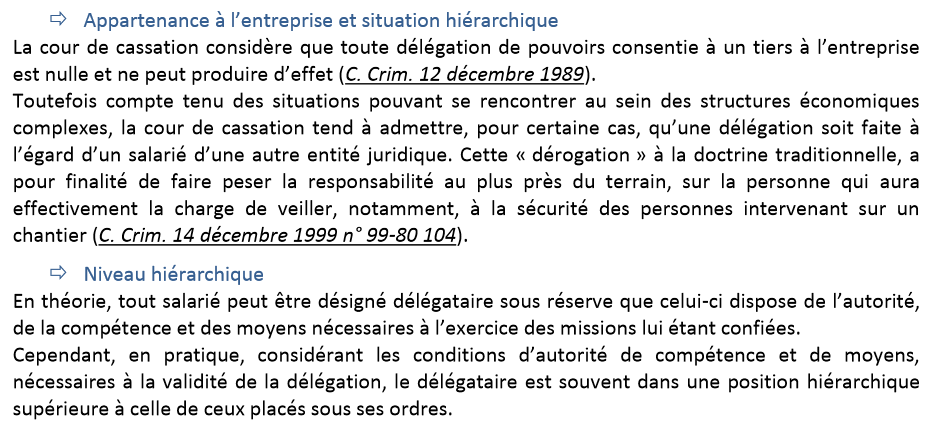 ⇨ Appartenance à l’entreprise et situation hiérarchique
La cour de cassation considère que toute délégation de pouvoirs consentie à un tiers à l’entreprise
est nulle et ne peut produire d’effet (C. Crim. 12 décembre 1989).
Toutefois compte tenu des situations pouvant se rencontrer au sein des structures économiques
complexes, la cour de cassation tend à admettre, pour certaine cas, qu’une délégation soit faite à
l’égard d’un salarié d’une autre entité juridique. Cette « dérogation » à la doctrine traditionnelle, a
pour finalité de faire peser la responsabilité au plus près du terrain, sur la personne qui aura
effectivement la charge de veiller, notamment, à la sécurité des personnes intervenant sur un
chantier (C. Crim. 14 décembre 1999 n° 99-80 104).
⇨ Niveau hiérarchique
En théorie, tout salarié peut être désigné délégataire sous réserve que celui-ci dispose de l’autorité,
de la compétence et des moyens nécessaires à l’exercice des missions lui étant confiées.
Cependant, en pratique, considérant les conditions d’autorité de compétence et de moyens,
nécessaires à la validité de la délégation, le délégataire est souvent dans une position hiérarchique
supérieure à celle de ceux placés sous ses ordres.